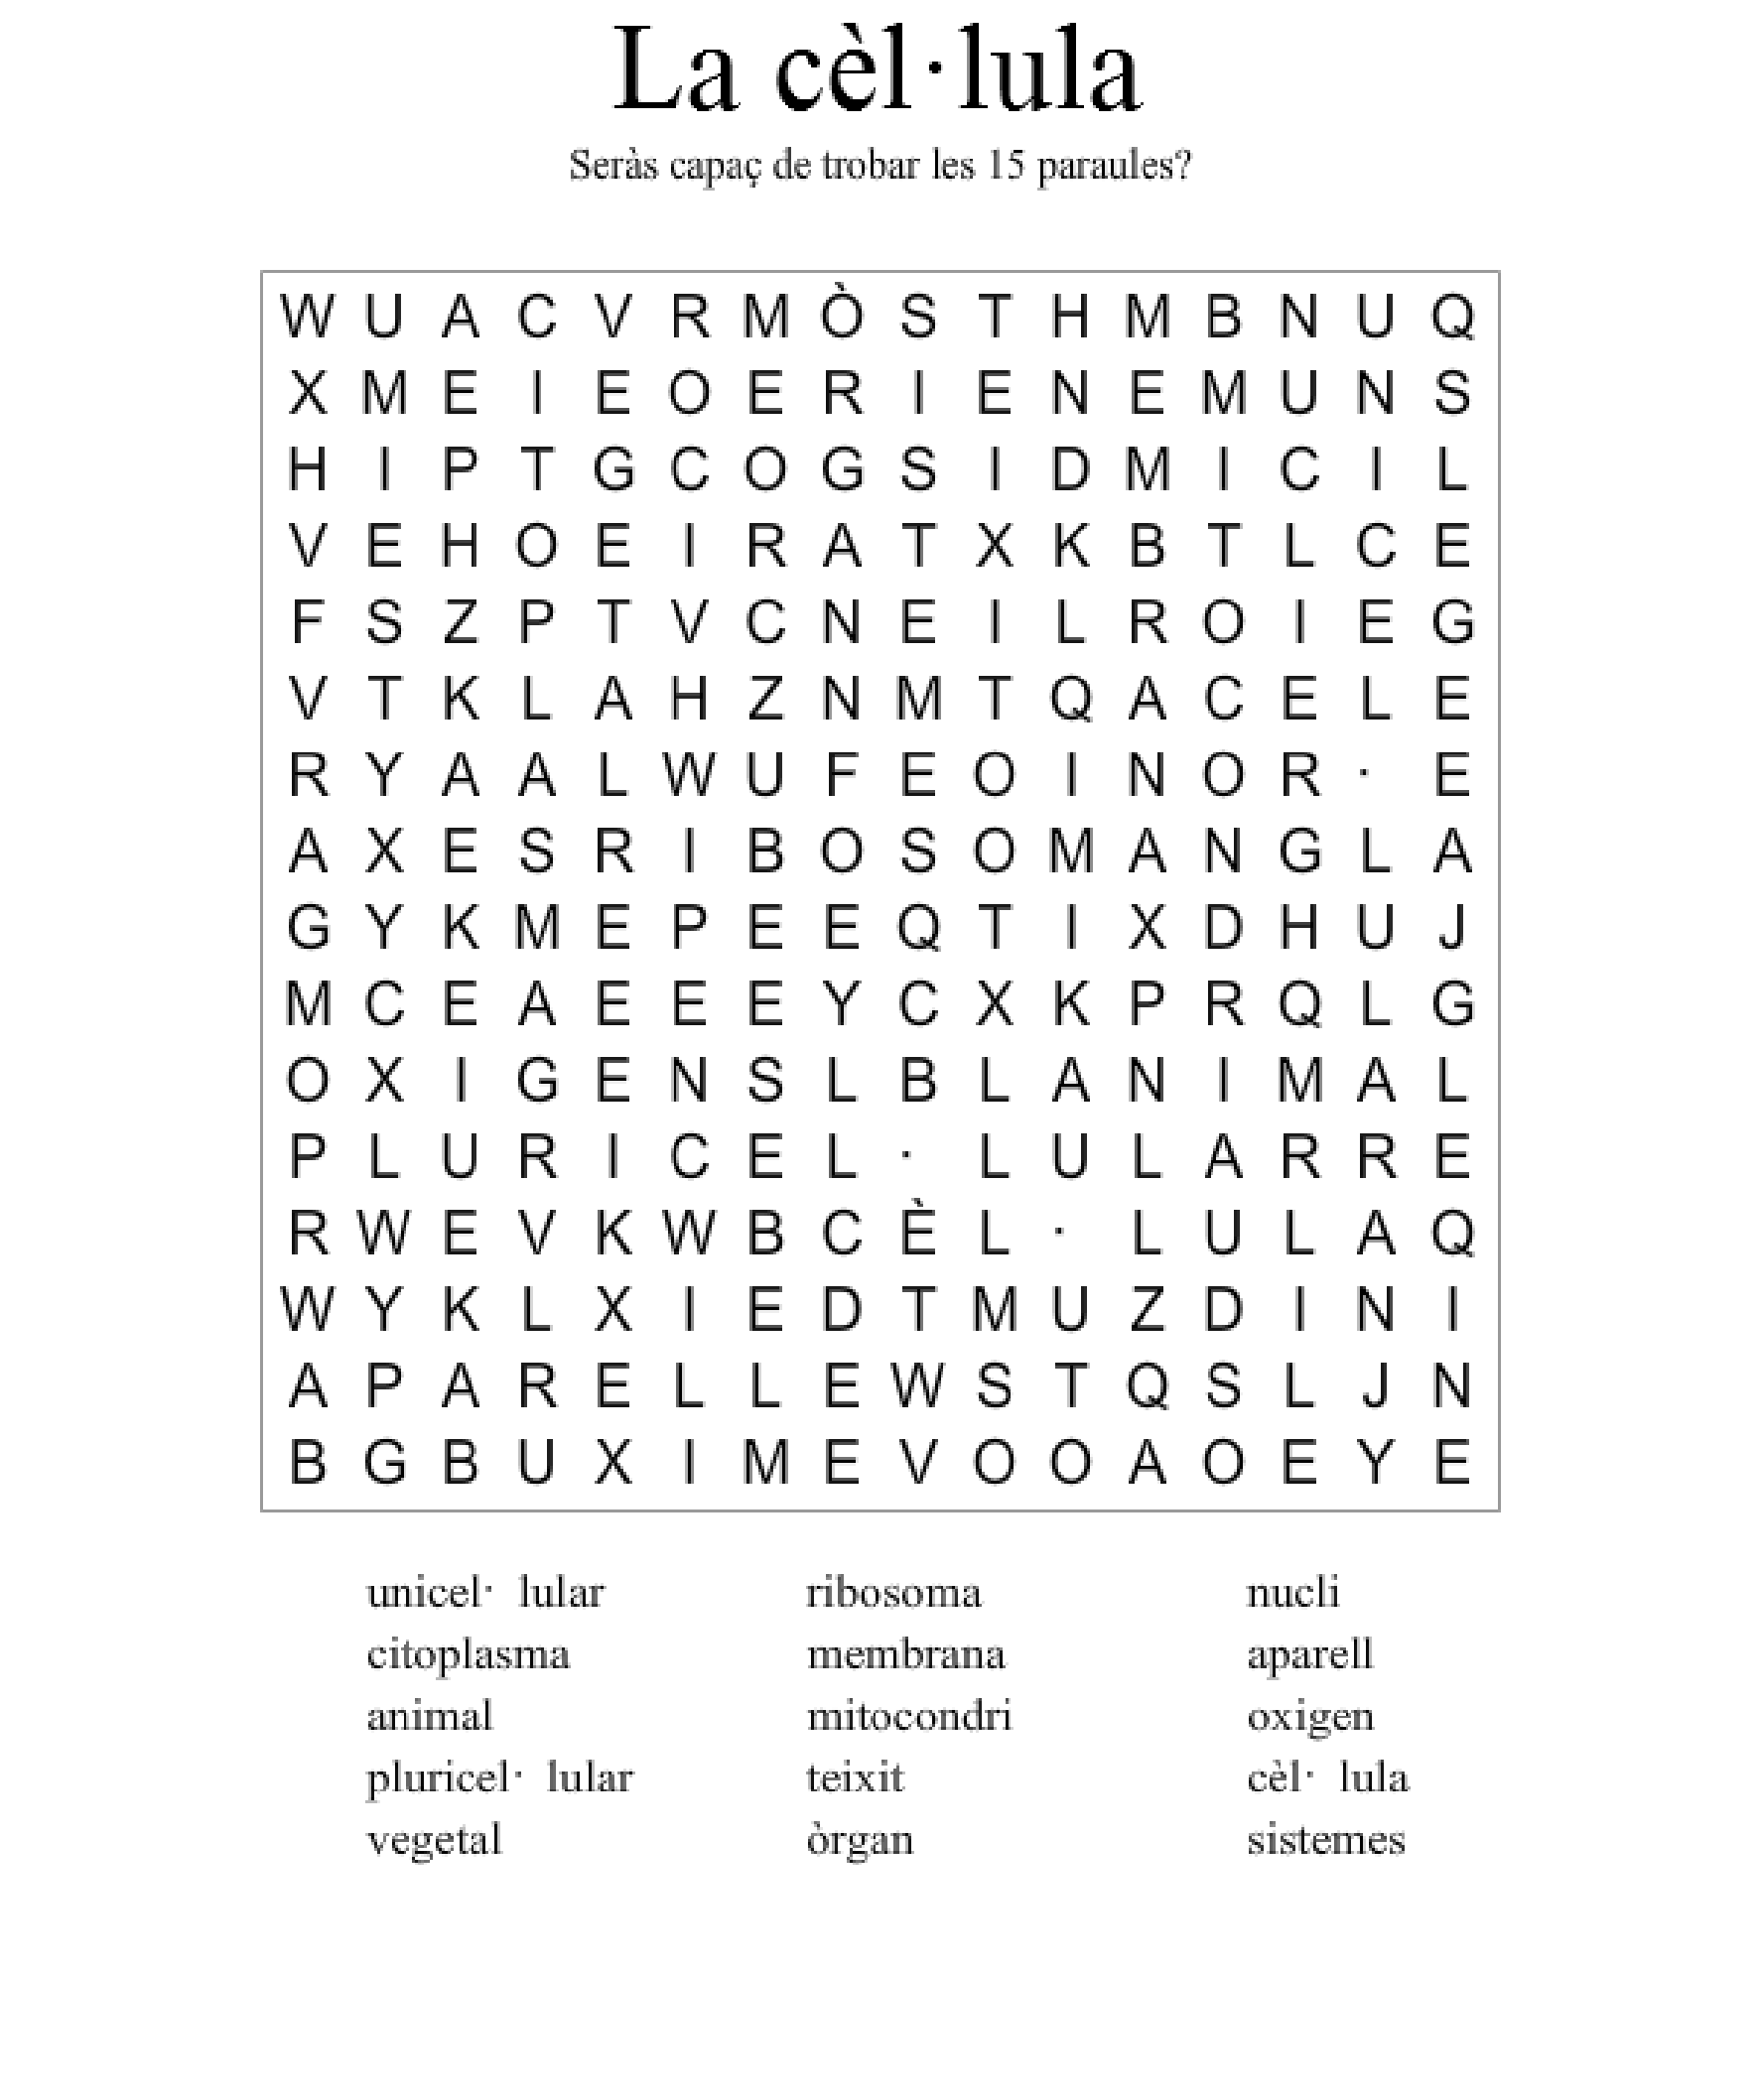 La cèl·lula
Seràs capaç de trobar les 15 paraules?
W U A C V R M Ò S T H M B N U Q
X M E I E O E R I E N E M U N S
H I P T G C O G S I D M I C I L
V E H O E I R A T X K B T L C E
F S Z P T V C N E I L R O I E G
V T K L A H Z N M T Q A C E L E
R Y A A L W U F E O I N O R · E
A X E S R I B O S O M A N G L A
G Y K M E P E E Q T I X D H U J
M C E A E E E Y C X K P R Q L G
O X I G E N S L B L A N I M A L
P L U R I C E L · L U L A R R E
R W E V K W B C È L · L U L A Q
W Y K L X I E D T M U Z D I N I
A P A R E L L E W S T Q S L J N
B G B U X I M E V O O A O E Y E
unicel· lular ribosoma nucli
citoplasma membrana aparell
animal mitocondri oxigen
pluricel· lular teixit cèl· lula
vegetal òrgan sistemes